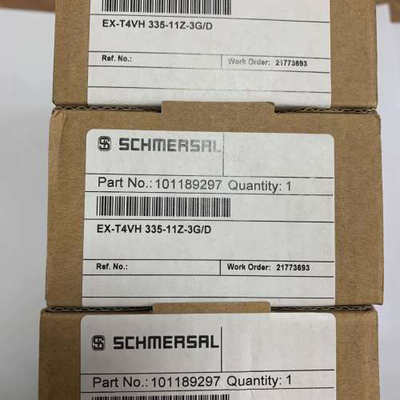 EX-T4VH 335-11Z-3G/D
Ref. No.: Work Order: 21773693
SCHMERSAL
Part No.: 101189297 Quantity: 1
EX-T4VH 335-11Z-3G/D
Ref. No.: Work Order: 21773693
SCHMERSAL
Part No.: 101189297 Quantity: 1